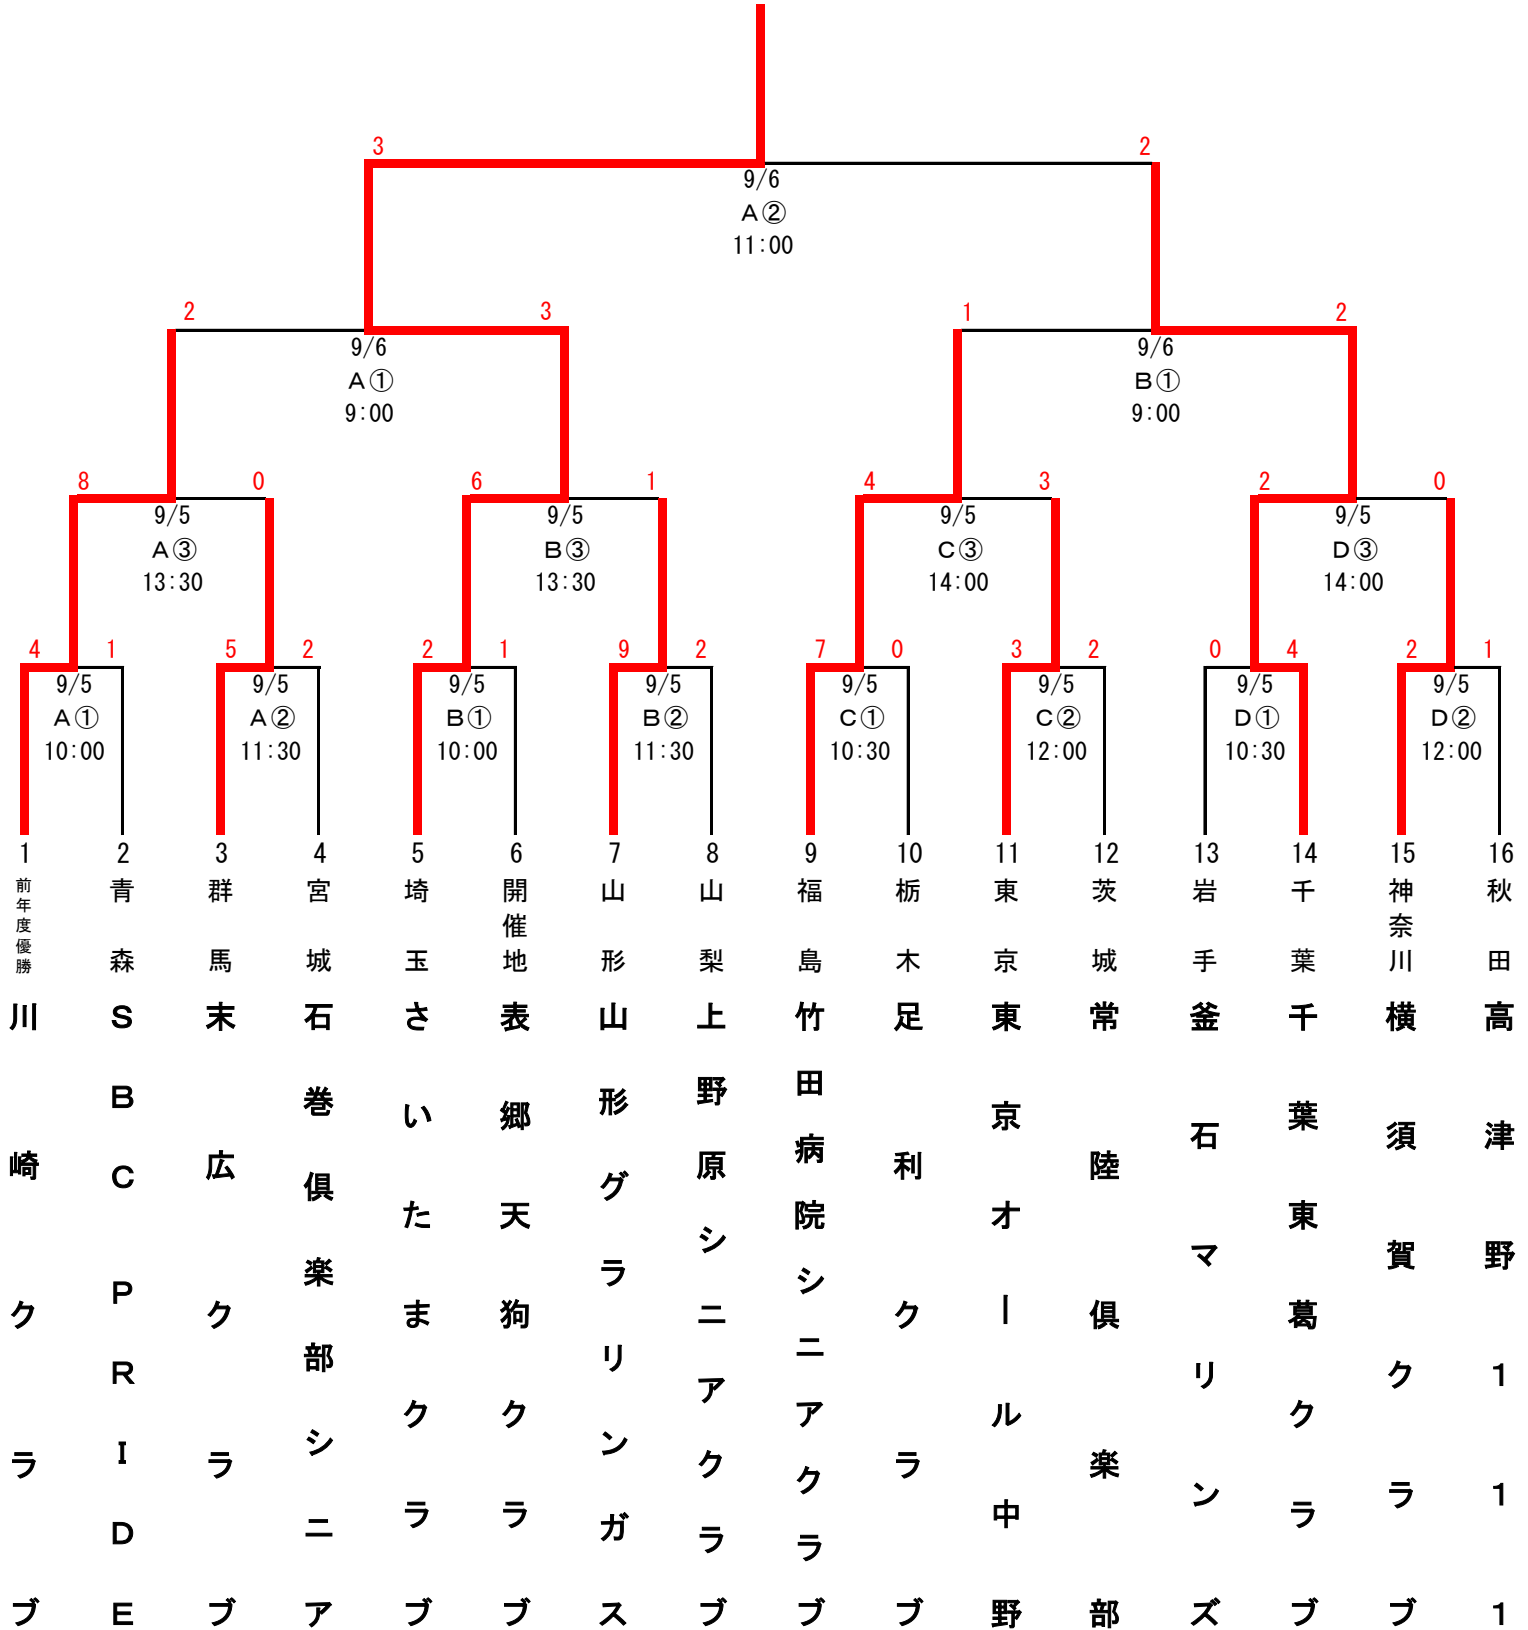 3 2
9/6
A②
11:00
2 3 1 2
9/6 9/6
A① B①
9:00 9:00
8 0 6 1 4 3 2 0
9/5 9/5 9/5 9/5
A③ B③ C③ D③
13:30 13:30 14:00 14:00
4 1 5 2 2 1 9 2 7 0 3 2 0 4 2 1
9/5 9/5 9/5 9/5 9/5 9/5 9/5 9/5
A① A② B① B② C① C② D① D②
10:00 11:30 10:00 11:30 10:30 12:00 10:30 12:00
1 2 3 4 5 6 7 8 9 10 11 12 13 14 15 16
前年度優勝
川崎クラブ
青森
SBC PRIDE
群馬
末広クラブ
宮城
石巻倶楽部シニア
埼玉
さいたまクラブ
開催地
表郷天狗クラブ
山形
山形グラリンガス
山梨
上野原シニアクラブ
福島
竹田病院シニアクラブ
栃木
足利クラブ
東京
東京オール中野
茨城
常陸倶楽部
岩手
釜石マリンズ
千葉
千葉東葛クラブ
神奈川
横須賀クラブ
秋田
高津野111